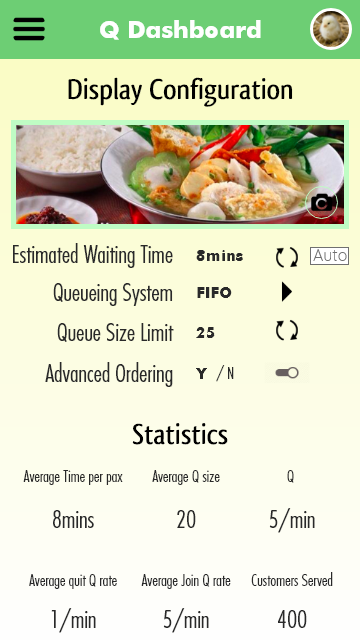 Q Dashboard
Display Configuration
Estimated Waiting Time 8mins Auto
Queueing System FIFO
Queue Size Limit 25
Advanced Ordering Y / N
Statistics
Average Time per pax Average Q size Q
8mins 20 5/min
Average quit Q rate Average Join Q rate Customers Served
1/min 5/min 400